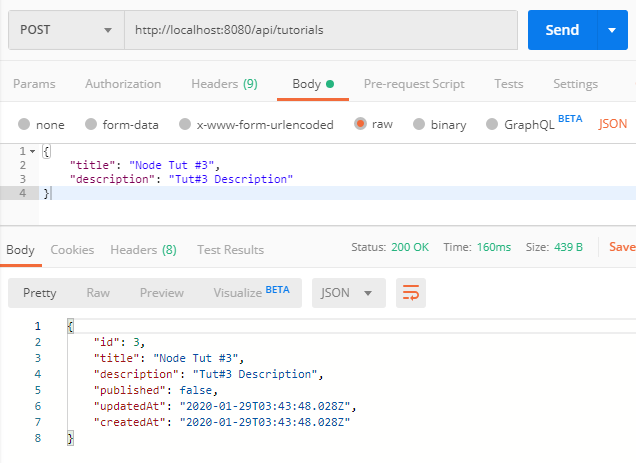 POST http://localhost:8080/api/tutorials Send
Params Authorization Headers (9) Body Pre-request Script Tests Settings
none form-data x-www-form-urlencoded raw binary GraphQL BETA JSON
1 {
2 "title": "Node Tut #3",
3 "description": "Tut#3 Description"
4 }
Body Cookies Headers (8) Test Results Status: 200 OK Time: 160ms Size: 439 B Save
Pretty Raw Preview Visualize BETA JSON
1 {
2 "id": 3,
3 "title": "Node Tut #3",
4 "description": "Tut#3 Description",
5 "published": false,
6 "updatedAt": "2020-01-29T03:43:48.028Z",
7 "createdAt": "2020-01-29T03:43:48.028Z"
8 }